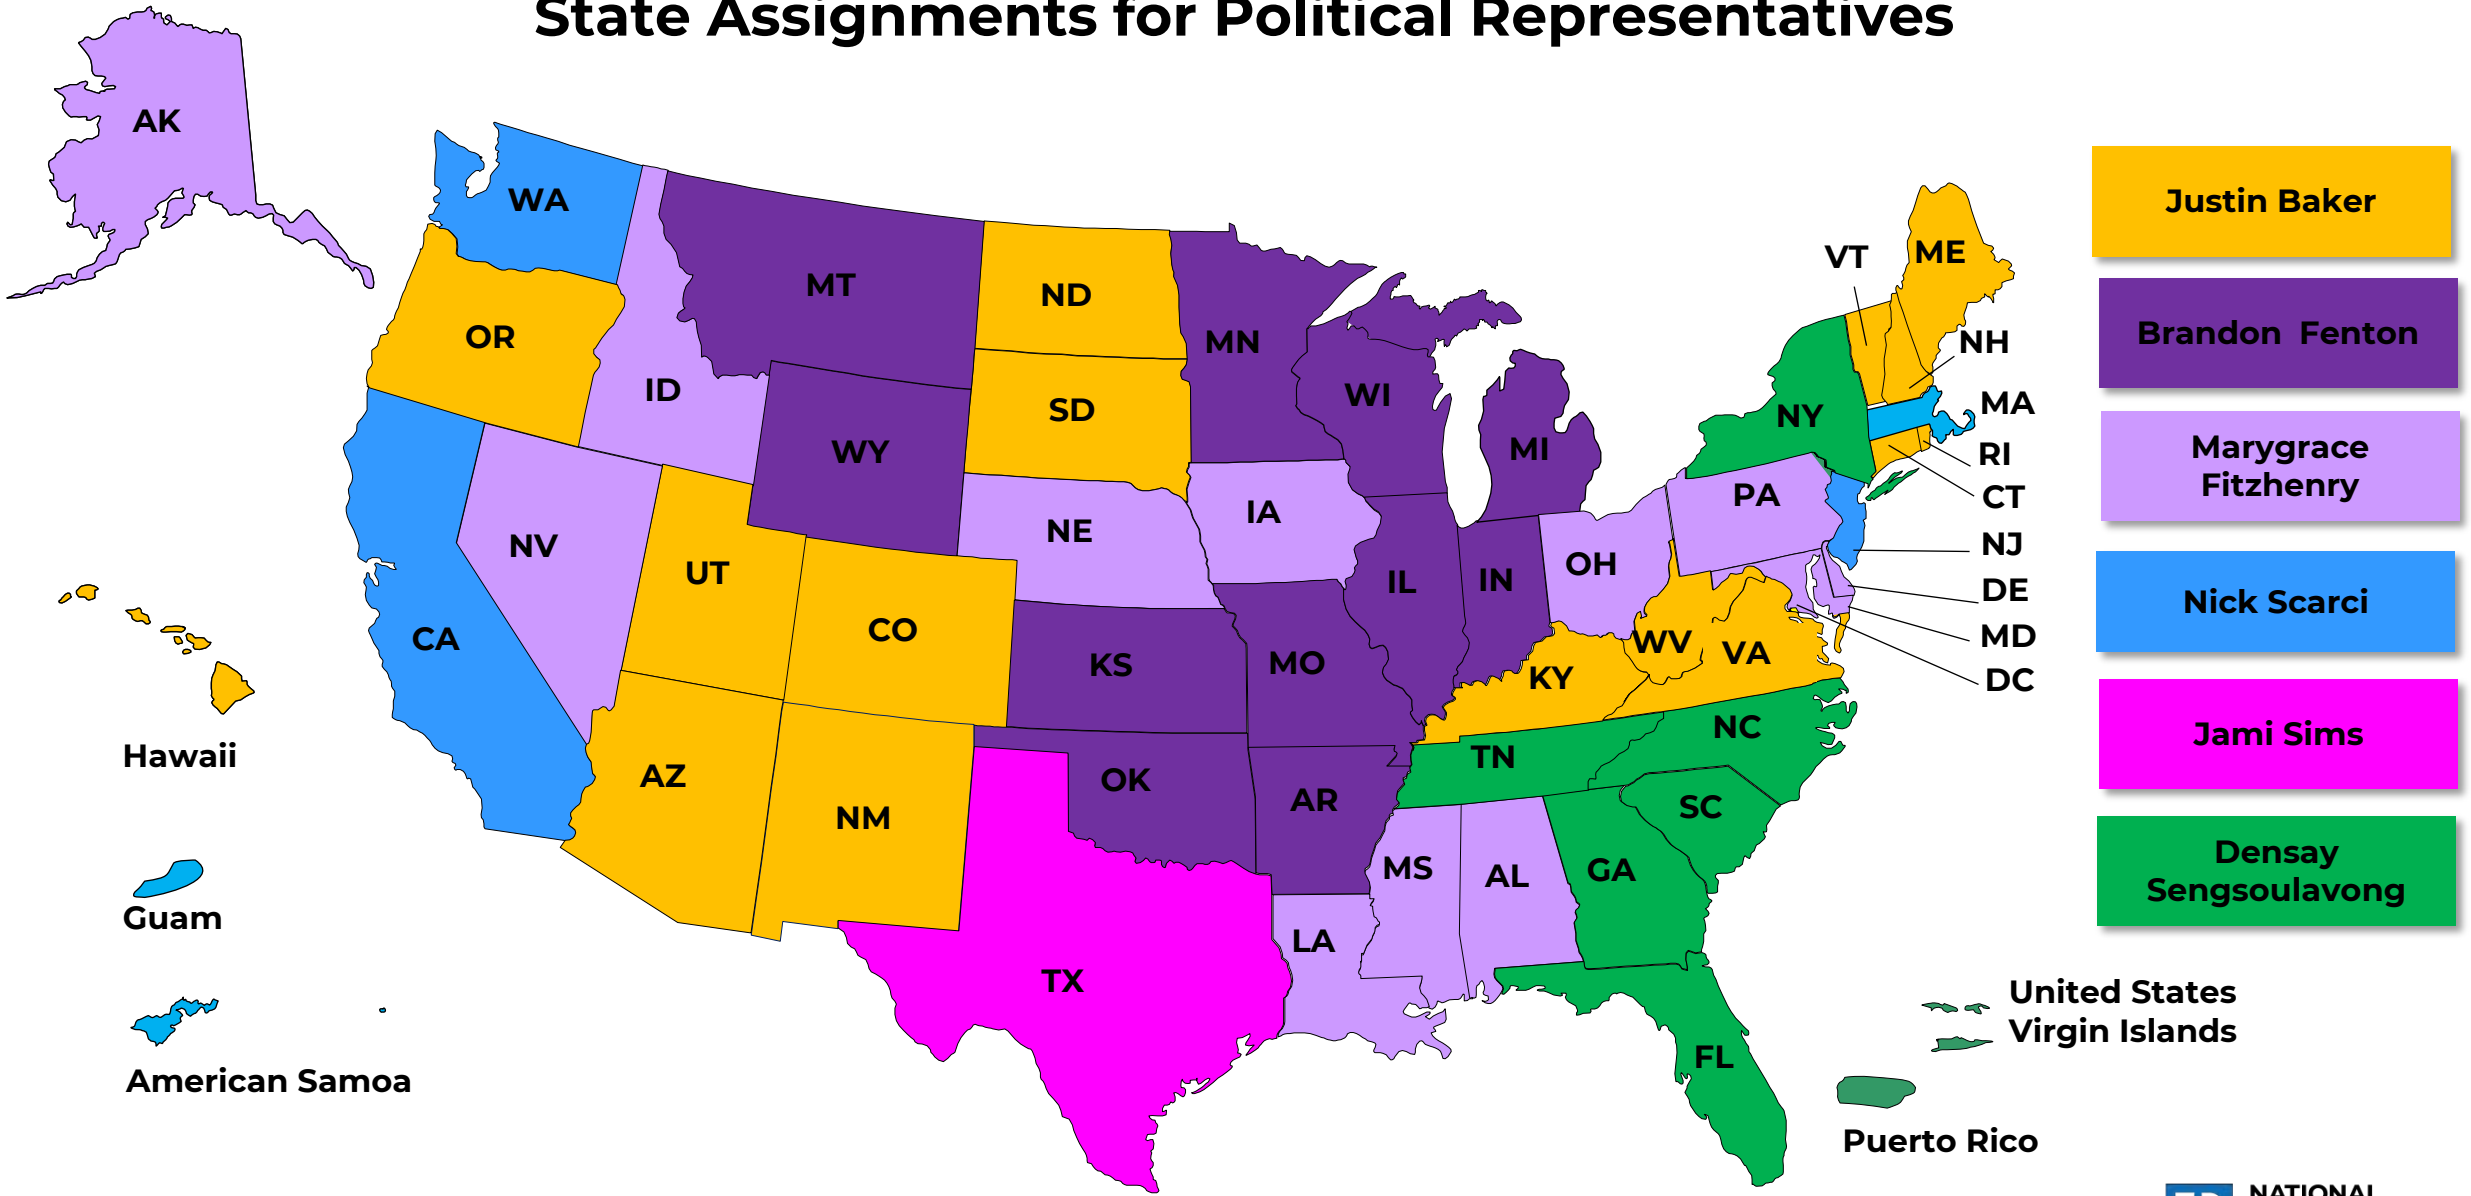 State Assignments for Political Representatives
AK
WA
OR
ID
MT
ND
SD
MN
WI
MI
WY
NE
IA
NV
UT
CO
CA
KS
MO
IL
IN
OH
PA
NY
VT
ME
NH
MA
RI
CT
NJ
DE
MD
DC
WV
VA
KY
TN
NC
SC
AZ
NM
OK
AR
TX
LA
MS
AL
GA
FL
Hawaii
Guam
American Samoa
Justin Baker
Brandon Fenton
Marygrace
Fitzhenry
Nick Scarci
Jami Sims
Densay
Sengsoulavong
United States
Virgin Islands
Puerto Rico
NATIONAL